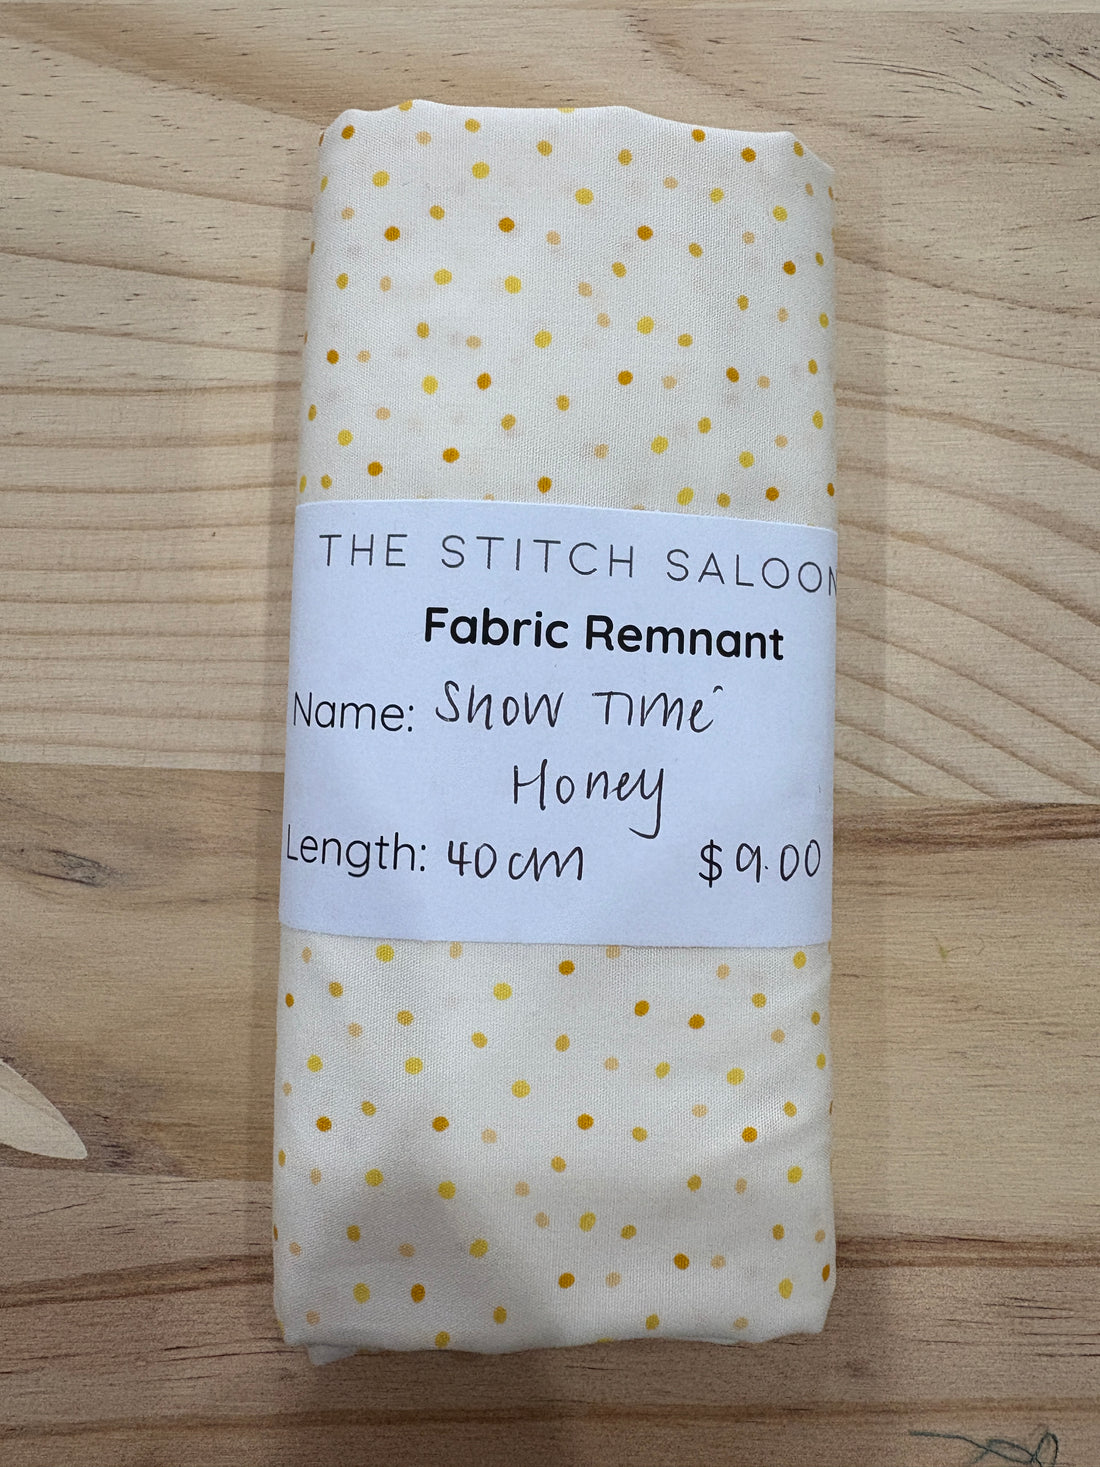 THE STITCH SALOON
Fabric Remnant
Name: Show Time
Honey
Length: 40cm $9.00